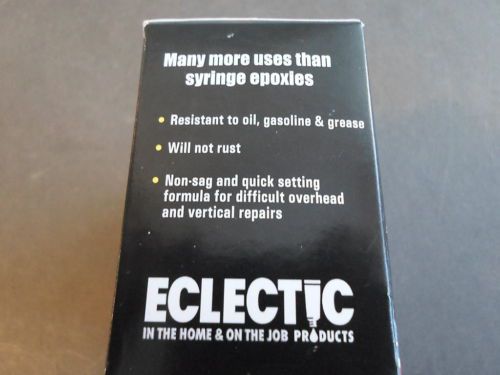 Many more uses than
syringe epoxies
• Resistant to oil, gasoline & grease
• Will not rust
• Non-sag and quick setting
formula for difficult overhead
and vertical repairs
ECLECTIC
IN THE HOME & ON THE JOB PRODUCTS